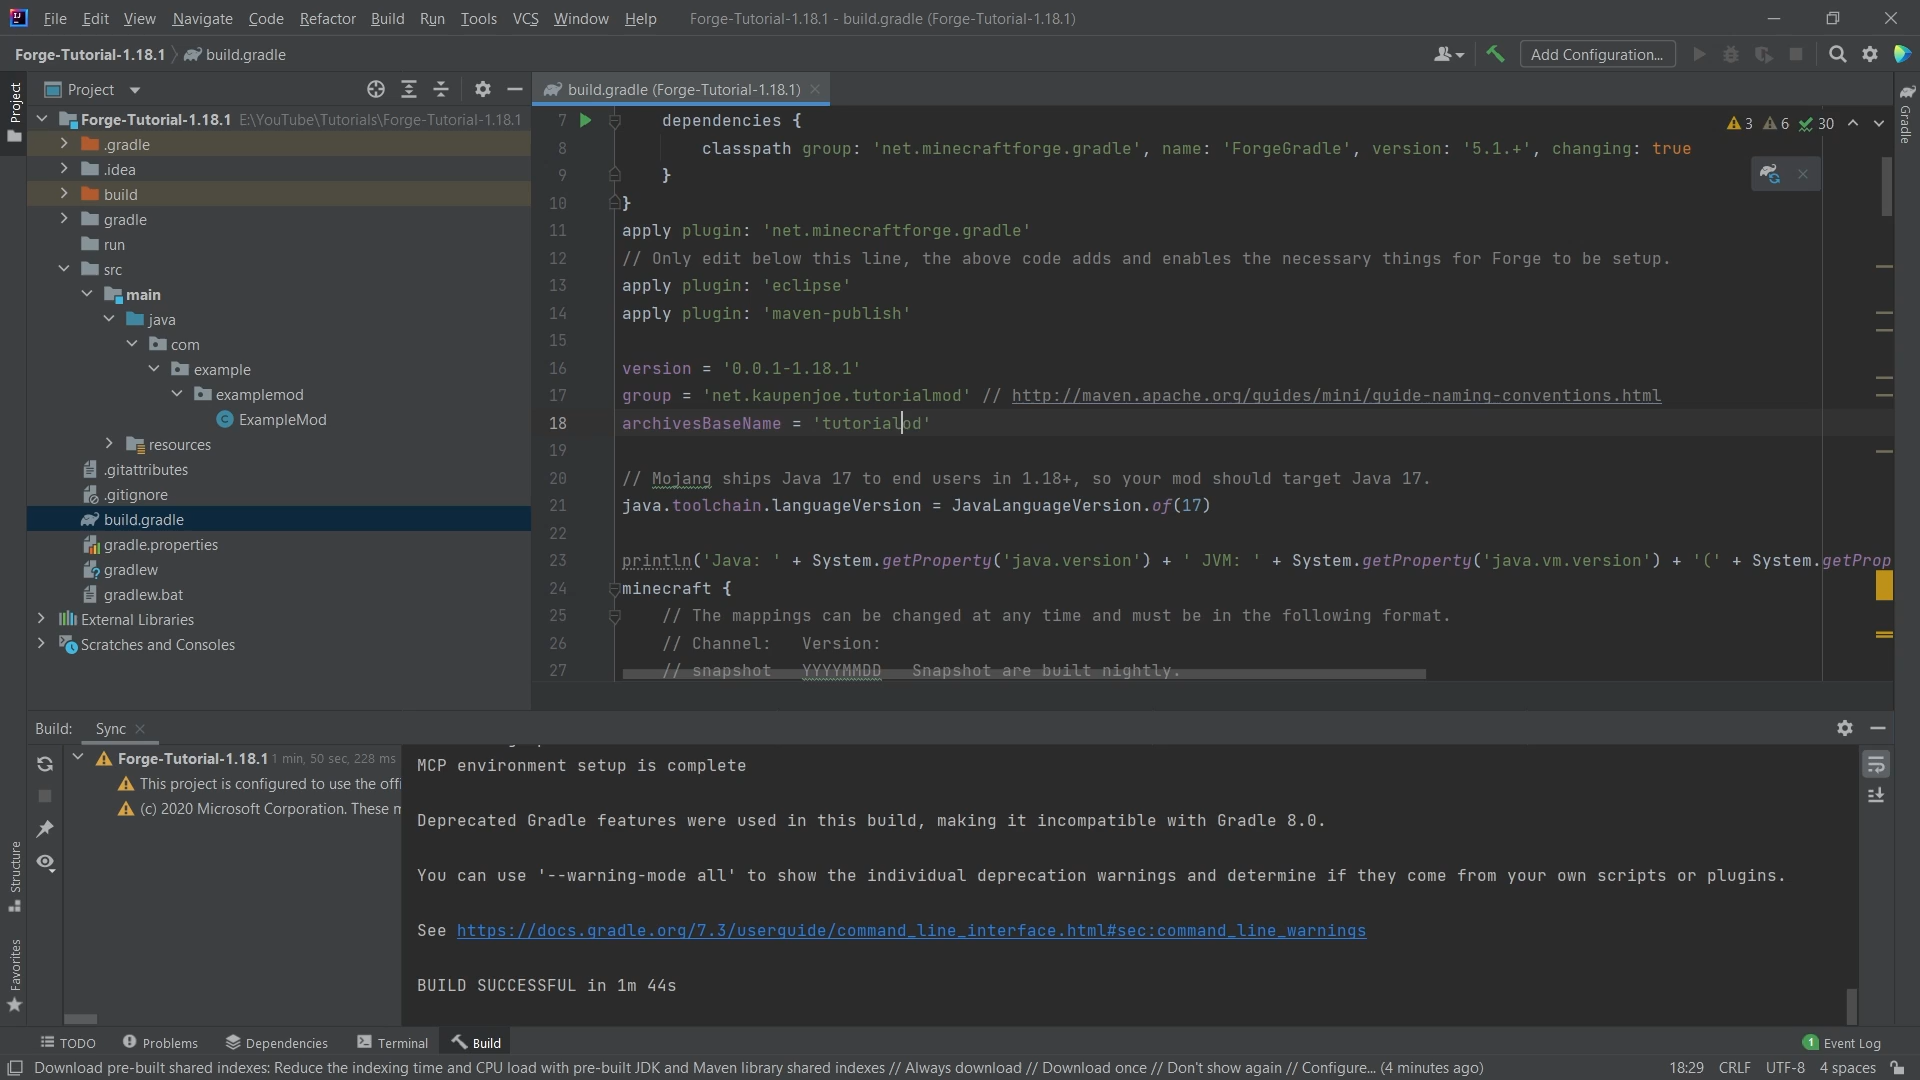 File Edit View Navigate Code Refactor Build Run Tools VCS Window Help Forge-Tutorial-1.18.1 - build.gradle (Forge-Tutorial-1.18.1)
Forge-Tutorial-1.18.1 build.gradle Add Configuration...
Project
Project
Forge-Tutorial-1.18.1 E:\YouTube\Tutorials\Forge-Tutorial-1.18.1
.gradle
.idea
build
gradle
run
src
main
java
com
example
examplemod
ExampleMod
resources
.gitattributes
.gitignore
build.gradle
gradle.properties
gradlew
gradlew.bat
External Libraries
Scratches and Consoles
build.gradle (Forge-Tutorial-1.18.1)
3 6 30
Gradle
7 dependencies {
8 classpath group: 'net.minecraftforge.gradle', name: 'ForgeGradle', version: '5.1.+', changing: true
9 }
10 }
11 apply plugin: 'net.minecraftforge.gradle'
12 // Only edit below this line, the above code adds and enables the necessary things for Forge to be setup.
13 apply plugin: 'eclipse'
14 apply plugin: 'maven-publish'
15
16 version = '0.0.1-1.18.1'
17 group = 'net.kaupenjoe.tutorialmod' // http://maven.apache.org/guides/mini/guide-naming-conventions.html
18 archivesBaseName = 'tutorialod'
19
20 // Mojang ships Java 17 to end users in 1.18+, so your mod should target Java 17.
21 java.toolchain.languageVersion = JavaLanguageVersion.of(17)
22
23 println('Java: ' + System.getProperty('java.version') + ' JVM: ' + System.getProperty('java.vm.version') + '(' + System.getProp
24 minecraft {
25 // The mappings can be changed at any time and must be in the following format.
26 // Channel: Version:
27 // snapshot YYYYMMDD Snapshot are built nightly.
Build: Sync
Forge-Tutorial-1.18.1 1 min, 50 sec, 228 ms
This project is configured to use the offi
(c) 2020 Microsoft Corporation. These m
MCP environment setup is complete
Deprecated Gradle features were used in this build, making it incompatible with Gradle 8.0.
You can use '--warning-mode all' to show the individual deprecation warnings and determine if they come from your own scripts or plugins.
See https://docs.gradle.org/7.3/userguide/command_line_interface.html#sec:command_line_warnings
BUILD SUCCESSFUL in 1m 44s
Structure
Favorites
TODO Problems Dependencies Terminal Build 1 Event Log
Download pre-built shared indexes: Reduce the indexing time and CPU load with pre-built JDK and Maven library shared indexes // Always download // Download once // Don't show again // Configure... (4 minutes ago) 18:29 CRLF UTF-8 4 spaces